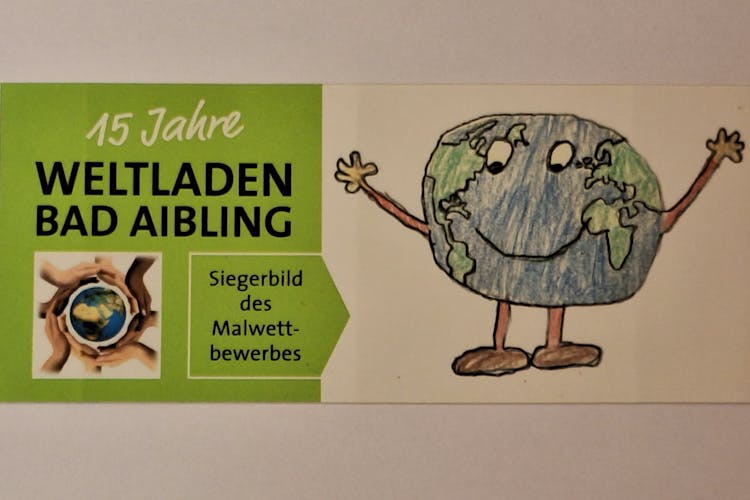 15 Jahre
WELTLADEN
BAD AIBLING
Siegerbild
des
Malwett-
bewerbes